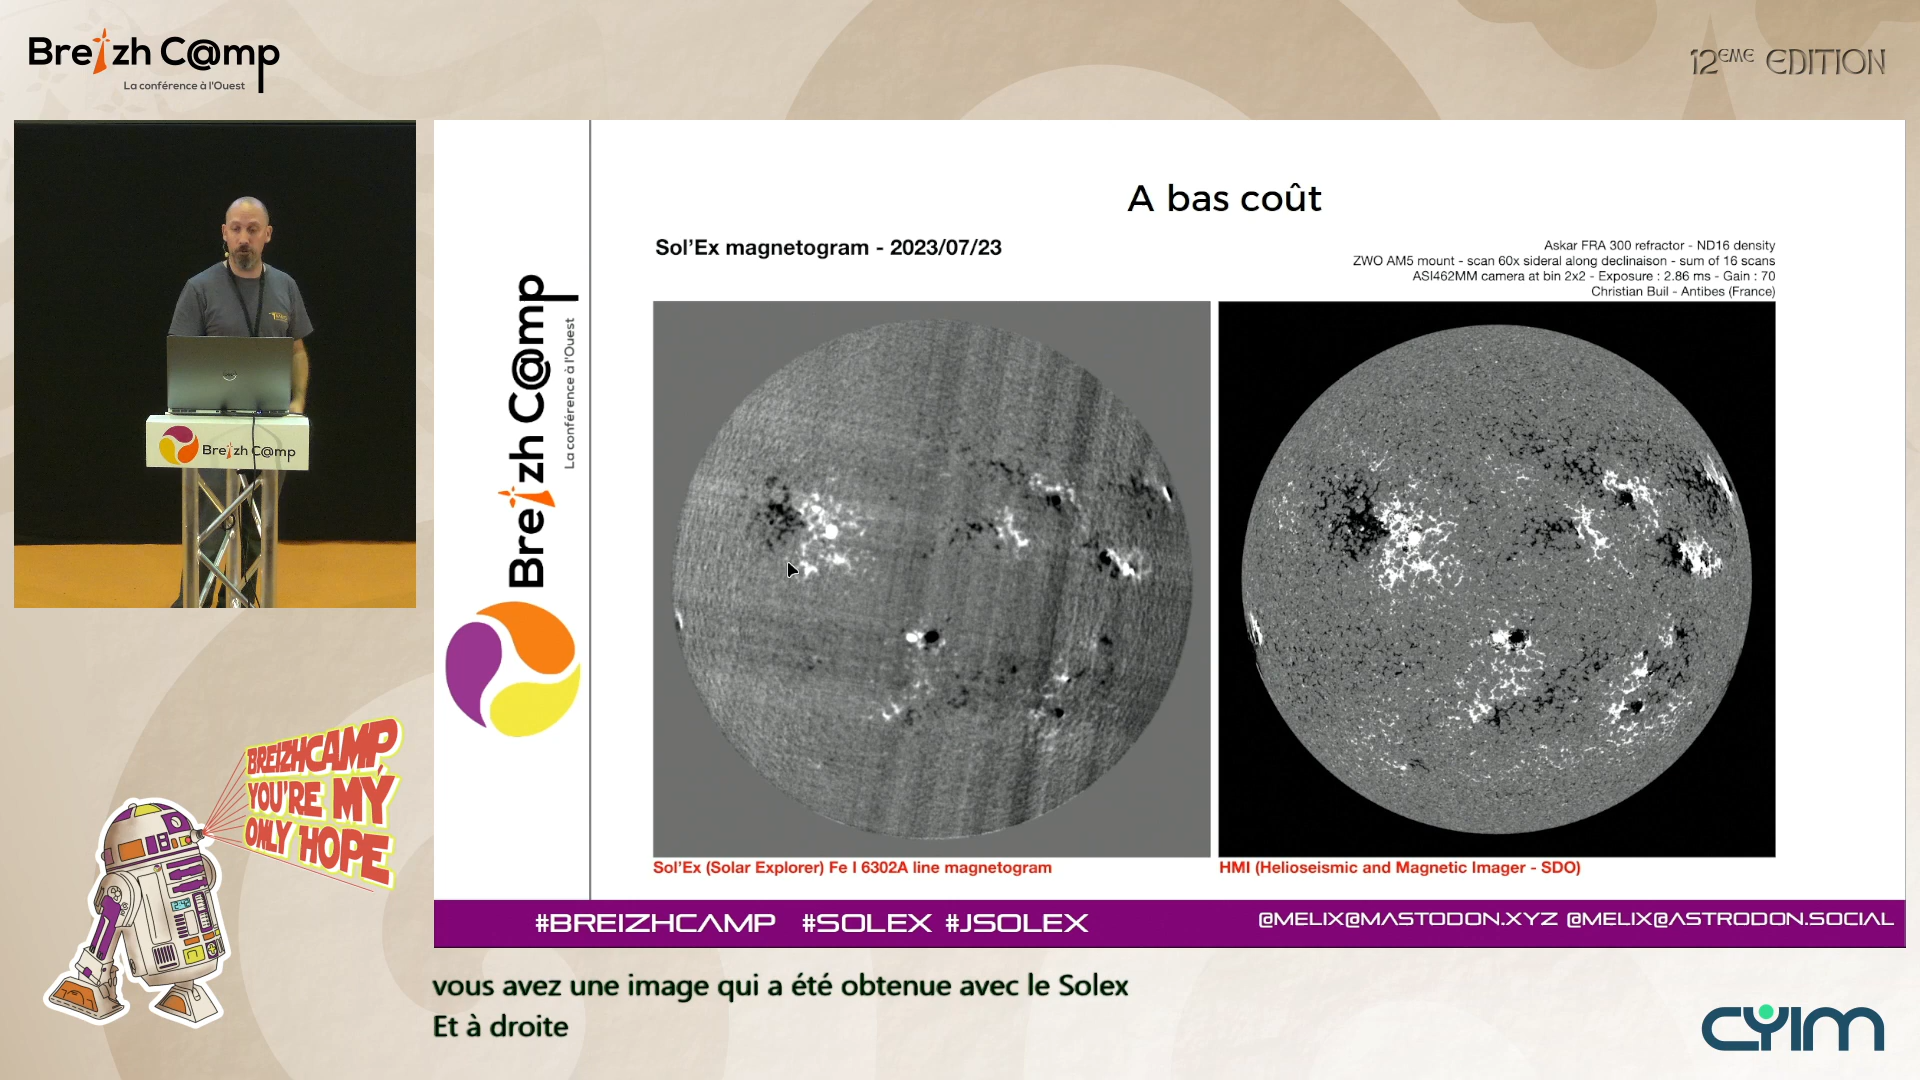 Breizh C@mp
La conférence à l'Ouest
12ÈME EDITION
A bas coût
Sol'Ex magnetogram - 2023/07/23
Askar FRA 300 refractor - ND16 density
ZWO AM5 mount - scan 60x sideral along declinaison - sum of 16 scans
ASI462MM camera at bin 2x2 - Exposure : 2.86 ms - Gain : 70
Christian Buil - Antibes (France)
Breizh C@mp
La conférence à l'Ouest
Breizh C@mp
Sol'Ex (Solar Explorer) Fe I 6302A line magnetogram
HMI (Helioseismic and Magnetic Imager - SDO)
BREIZHCAMP,
YOU'RE MY
ONLY HOPE
#BREIZHCAMP #SOLEX #JSOLEX
@MELIX@MASTODON.XYZ @MELIX@ASTRODON.SOCIAL
vous avez une image qui a été obtenue avec le Solex
Et à droite
CYIM